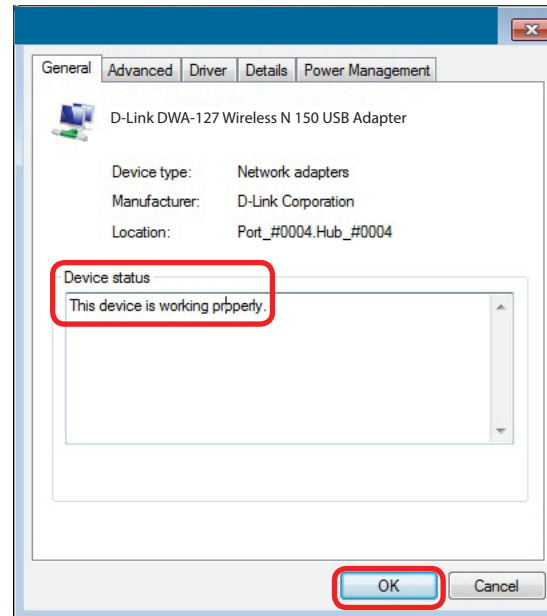 General Advanced Driver Details Power Management
D-Link DWA-127 Wireless N 150 USB Adapter
Device type: Network adapters
Manufacturer: D-Link Corporation
Location: Port_#0004.Hub_#0004
Device status
This device is working properly.
OK Cancel